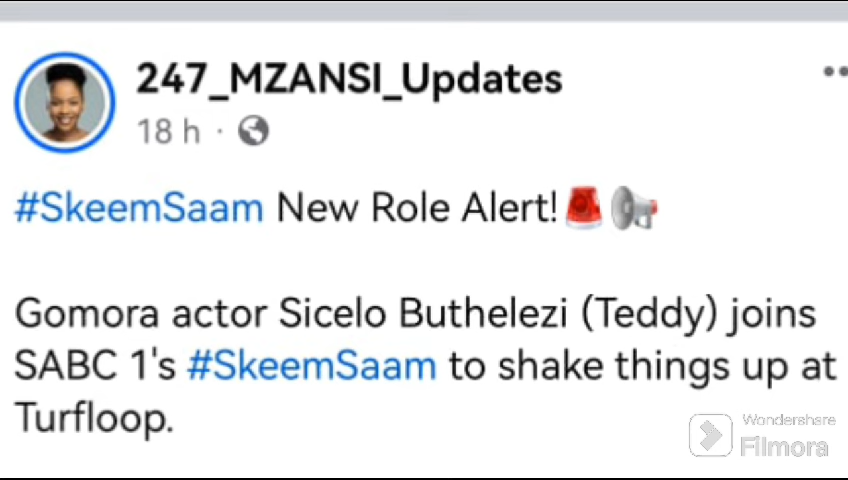 247_MZANSI_Updates
18 h ·
#SkeemSaam New Role Alert!🚨📢
Gomora actor Sicelo Buthelezi (Teddy) joins
SABC 1's #SkeemSaam to shake things up at
Turfloop.
Wondershare
Filmora